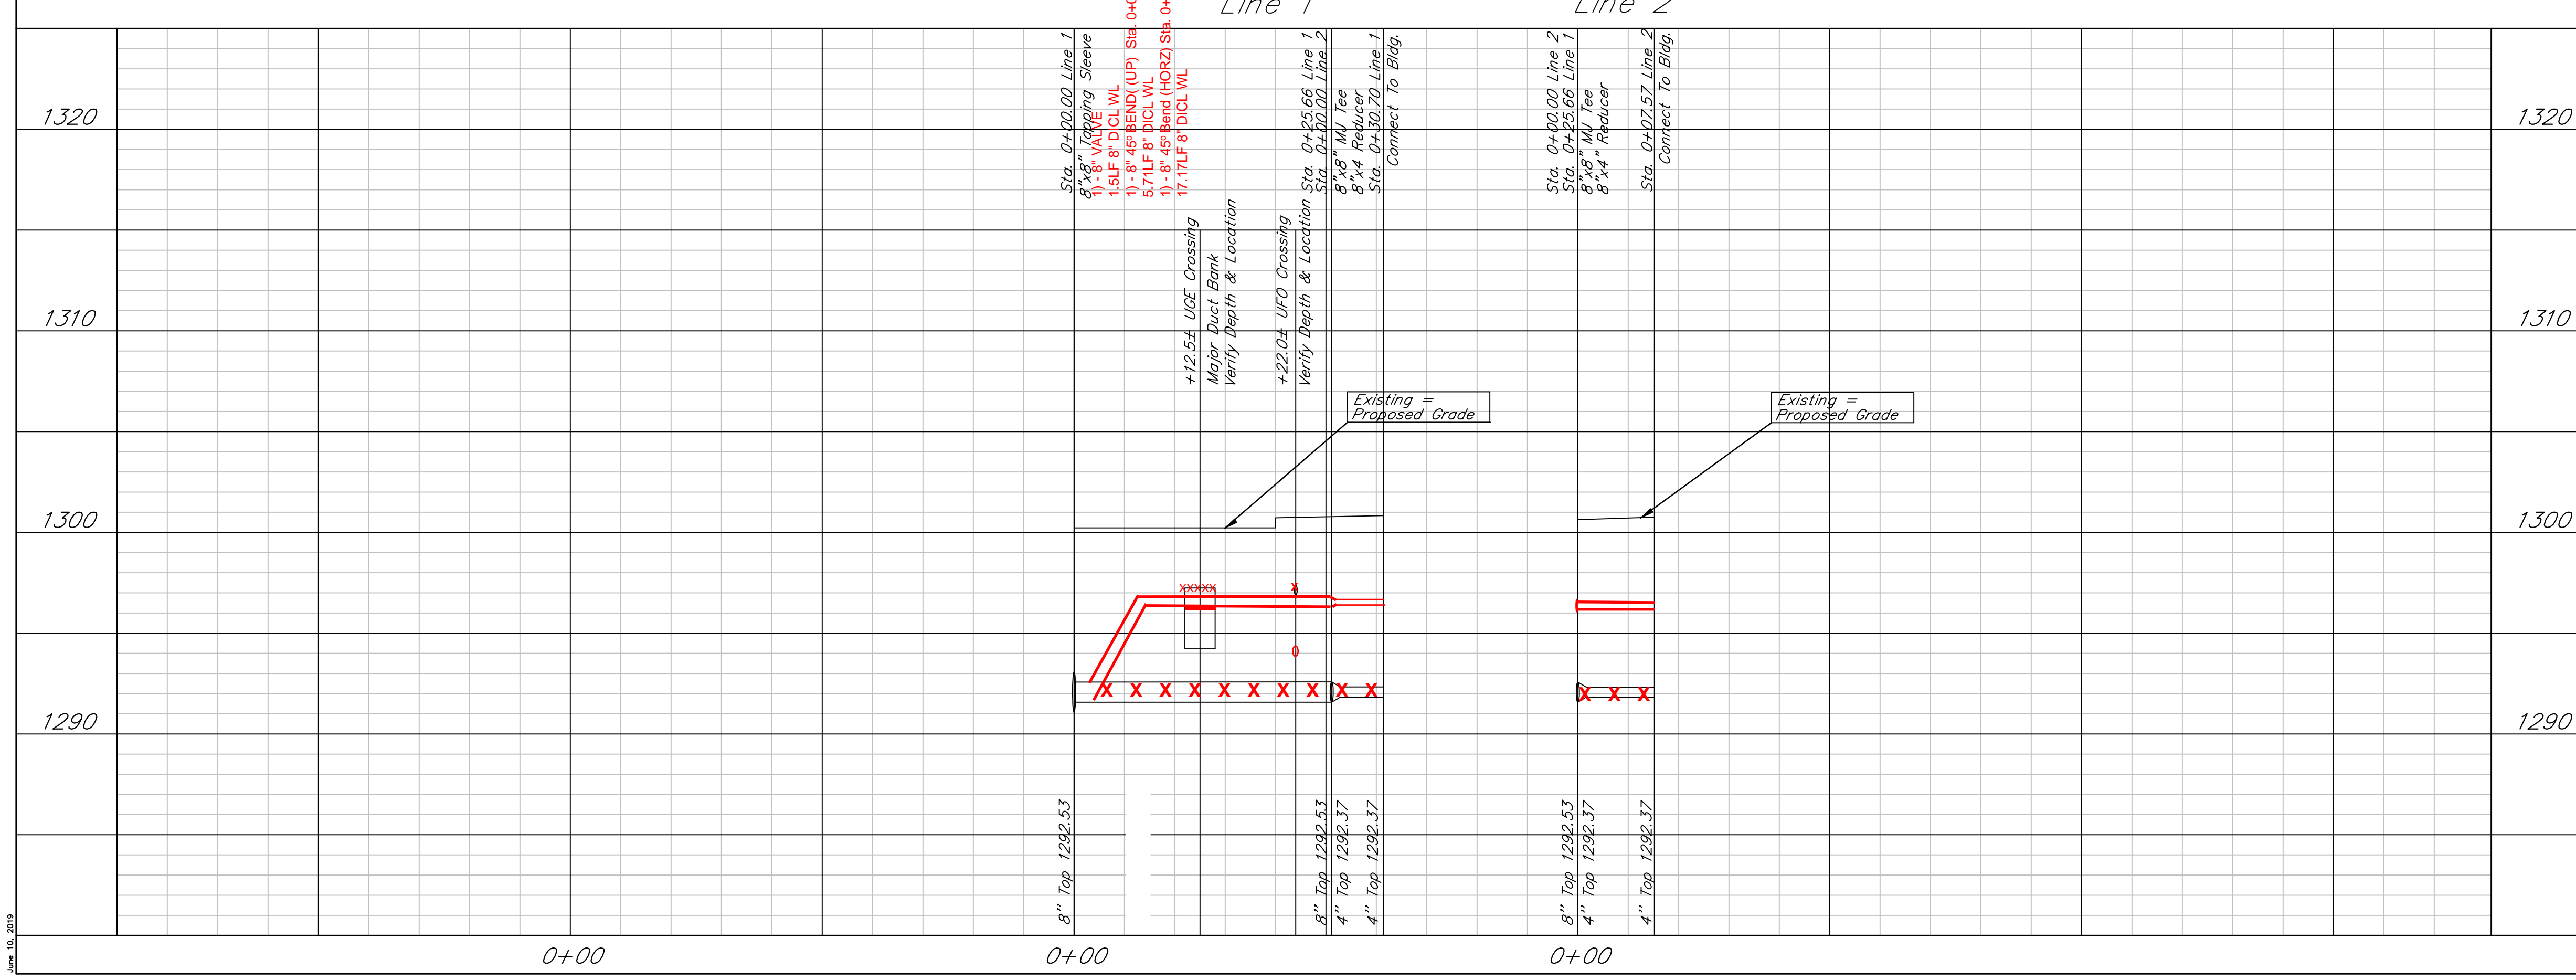 Line 1
Line 2
Sta. 0+00.00 Line 1
8"x8" Tapping Sleeve
1) - 8" VALVE
1.5LF 8" DICL WL
1) - 8" 45º BEND( (UP) Sta. 0+0
5.71LF 8" DICL WL
1) - 8" 45º Bend (HORZ) Sta. 0+
17.17LF 8" DICL WL
Sta. 0+25.66 Line 1
Sta. 0+00.00 Line 2
8"x8" MJ Tee
8"x4 Reducer
Sta. 0+30.70 Line 1
Connect To Bldg.
Sta. 0+00.00 Line 2
Sta. 0+25.66 Line 1
8"x8" MJ Tee
8"x4" Reducer
Sta. 0+07.57 Line 2
Connect To Bldg.
1320
1320
+12.5± UGE Crossing
Major Duct Bank
Verify Depth & Location
+22.0± UFO Crossing
Verify Depth & Location
1310
1310
Existing =
Proposed Grade
Existing =
Proposed Grade
1300
1300
XXXXX
X
X X X X X X X X X X
X X X
1290
1290
8" Top 1292.53
8" Top 1292.53
4" Top 1292.37
4" Top 1292.37
8" Top 1292.53
4" Top 1292.37
4" Top 1292.37
0+00
0+00
0+00
June 10, 2019